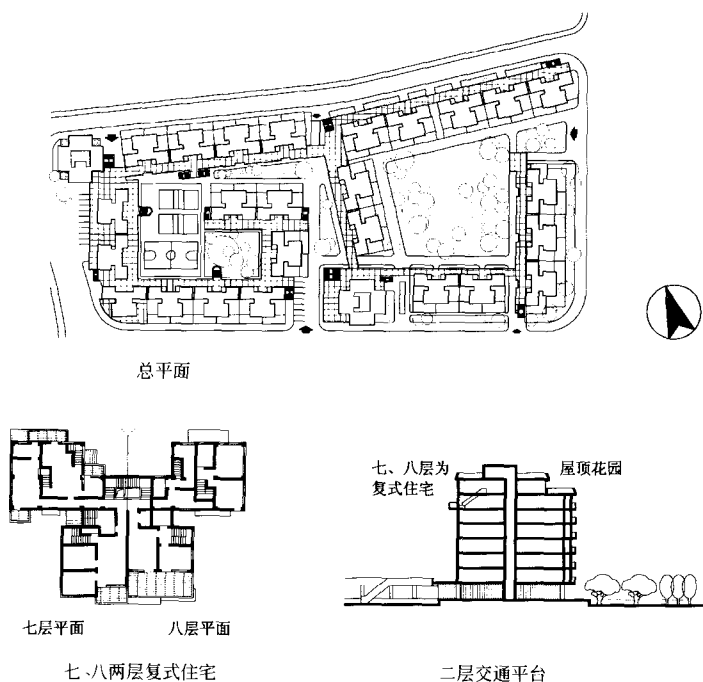 总平面
七、八层为
复式住宅
屋顶花园
七层平面
八层平面
七、八两层复式住宅
二层交通平台